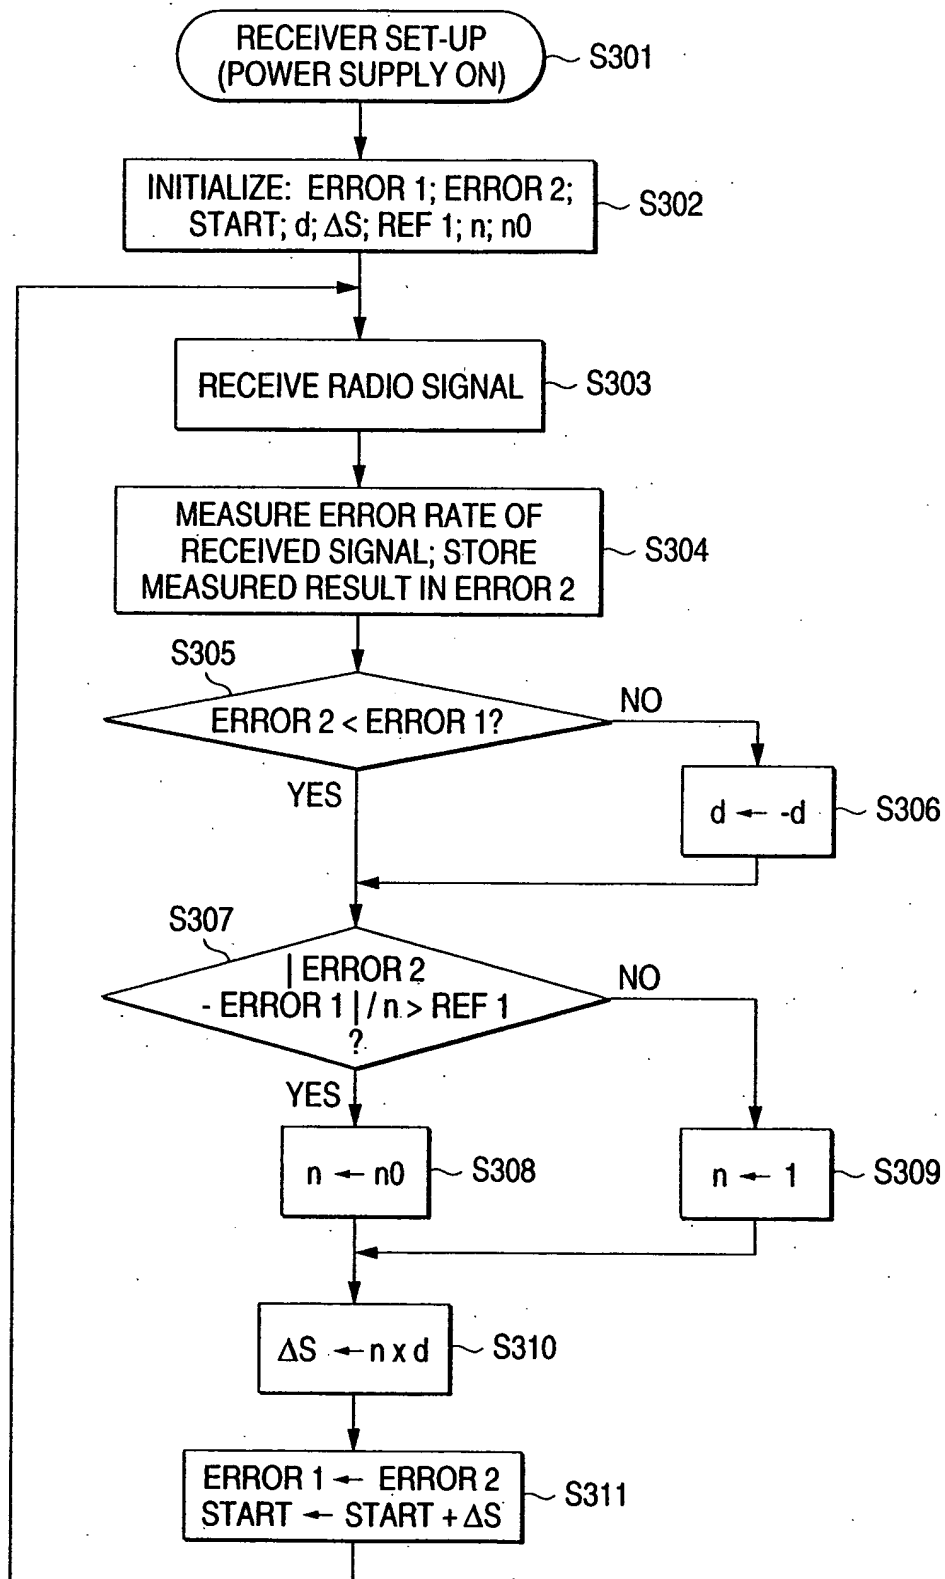 RECEIVER SET-UP
(POWER SUPPLY ON)
S301
INITIALIZE: ERROR 1; ERROR 2;
START; d; ΔS; REF 1; n; n0
S302
RECEIVE RADIO SIGNAL
S303
MEASURE ERROR RATE OF
RECEIVED SIGNAL; STORE
MEASURED RESULT IN ERROR 2
S304
S305
ERROR 2 < ERROR 1?
NO
YES
d ← -d
S306
S307
| ERROR 2
- ERROR 1 | / n > REF 1
?
NO
YES
n ← n0
S308
n ← 1
S309
ΔS ← n x d
S310
ERROR 1 ← ERROR 2
START ← START + ΔS
S311